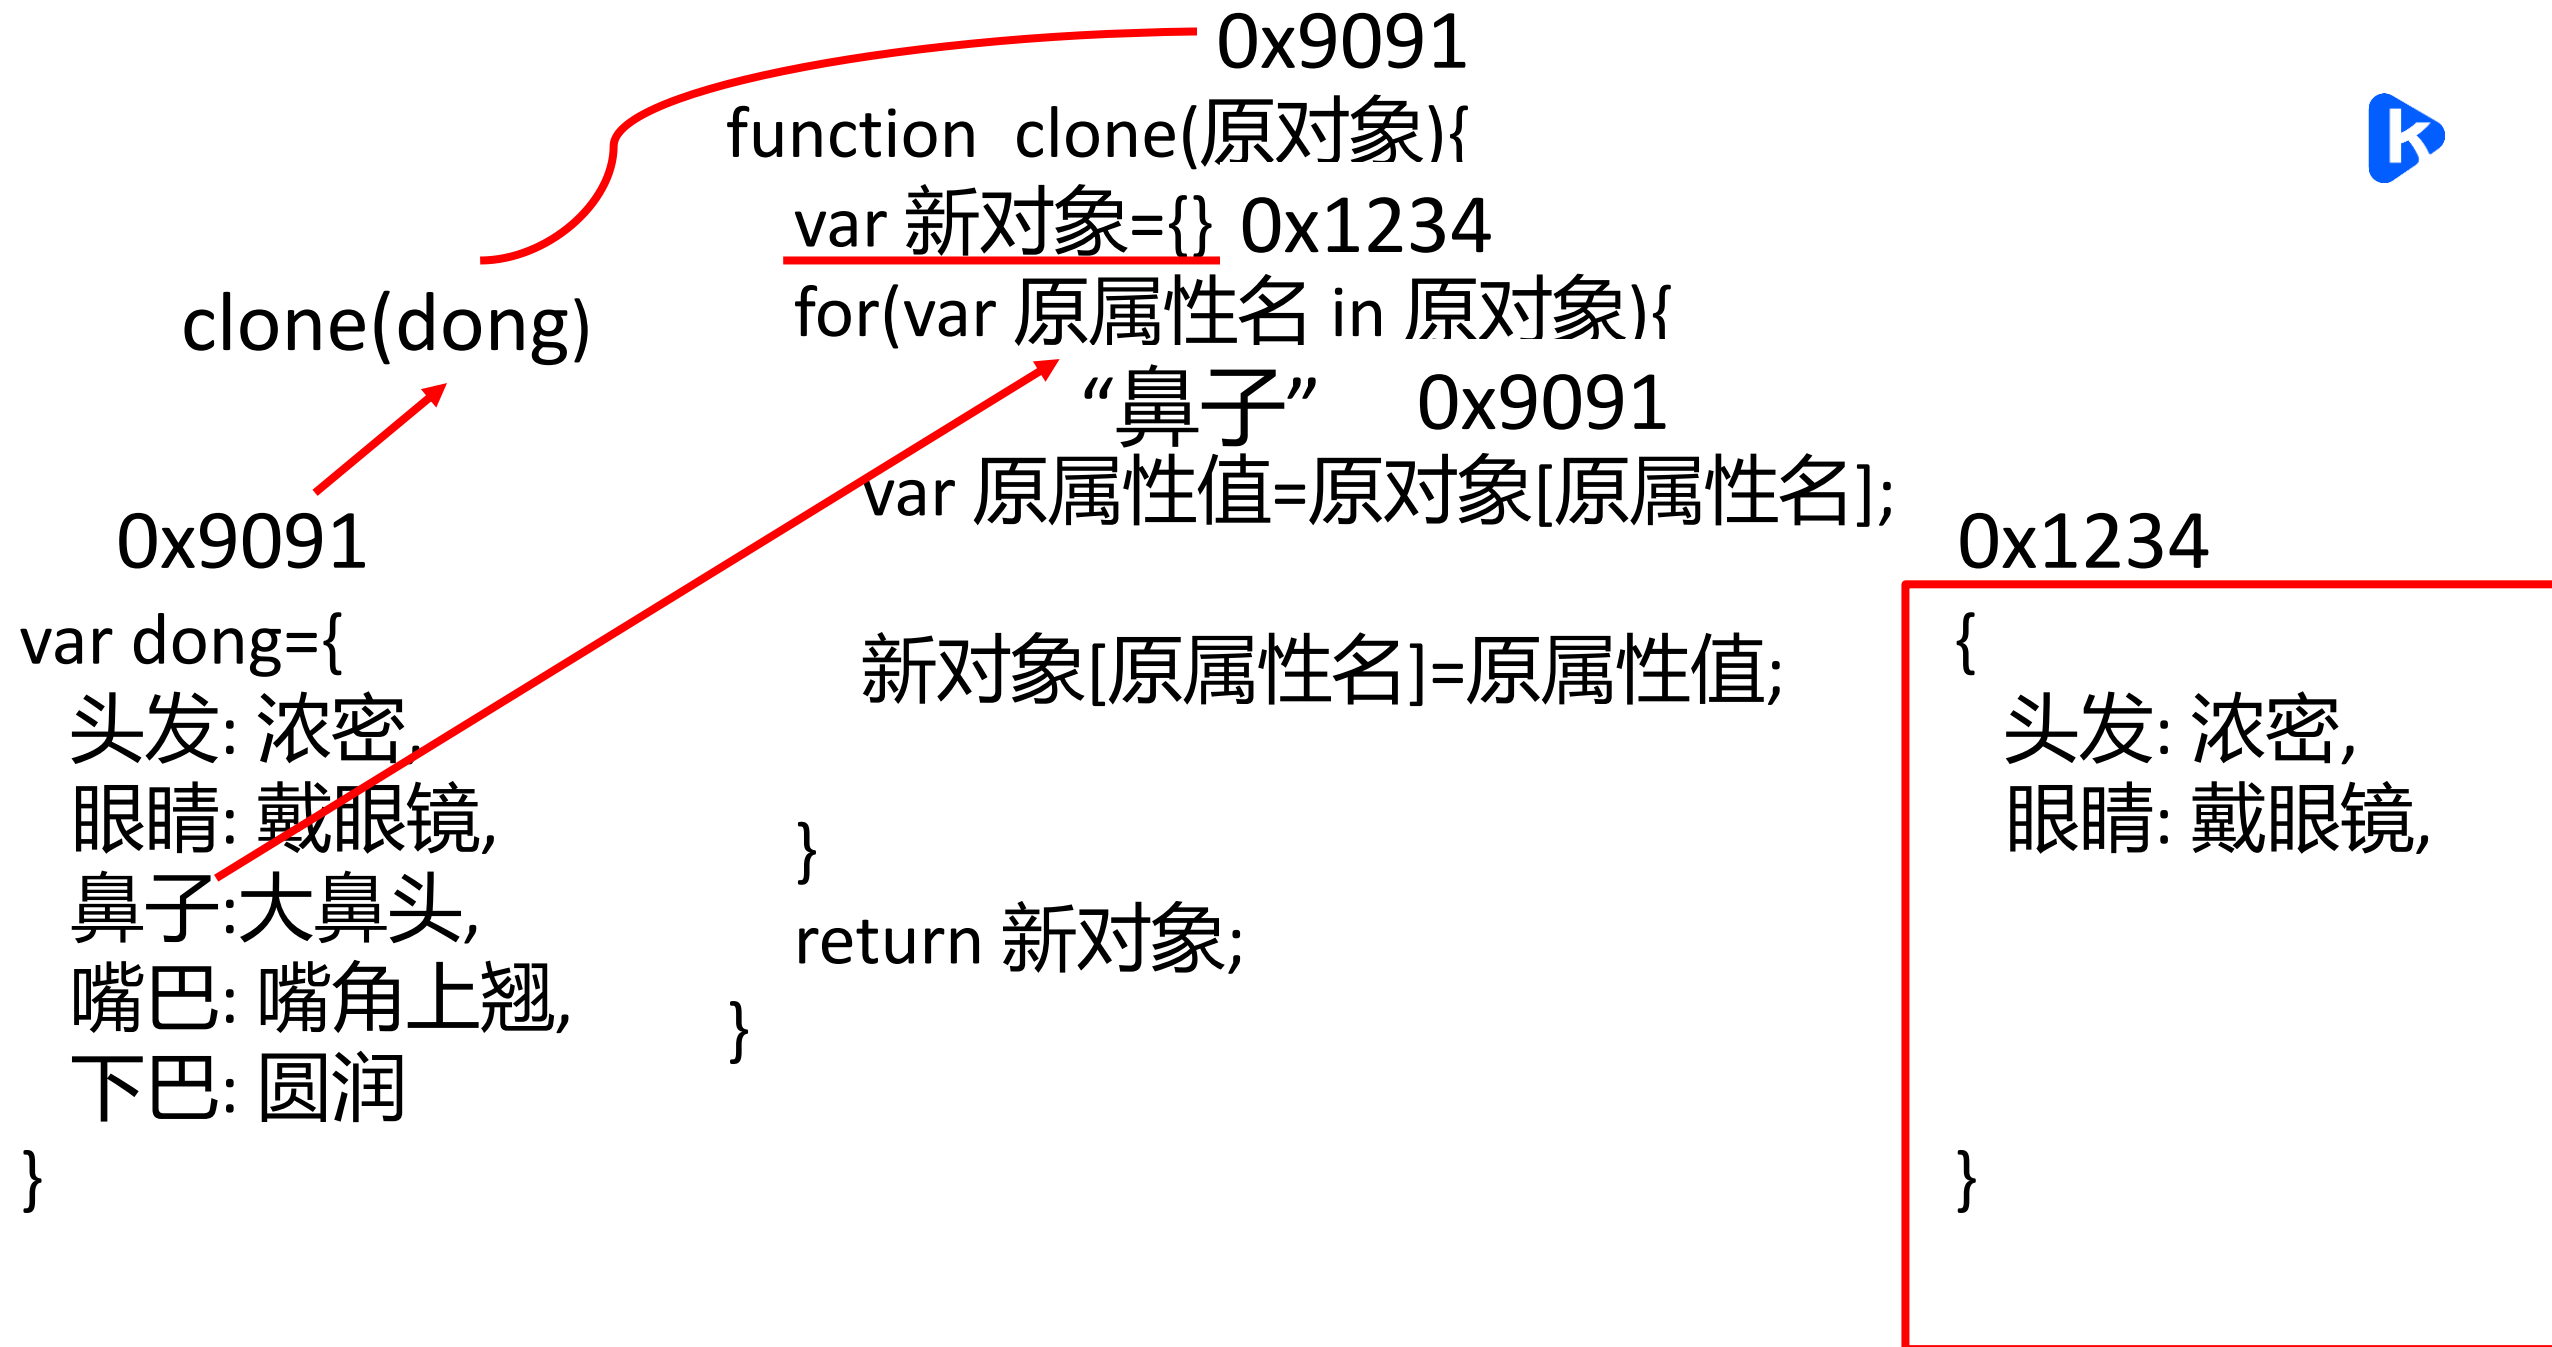 0x9091
function clone(原对象){
var 新对象={} 0x1234
for(var 原属性名 in 原对象){
“鼻子” 0x9091
var 原属性值=原对象[原属性名];
新对象[原属性名]=原属性值;
}
return 新对象;
}
clone(dong)
0x9091
var dong={
头发: 浓密,
眼睛: 戴眼镜,
鼻子:大鼻头,
嘴巴: 嘴角上翘,
下巴: 圆润
}
0x1234
{
头发: 浓密,
眼睛: 戴眼镜,
}
k